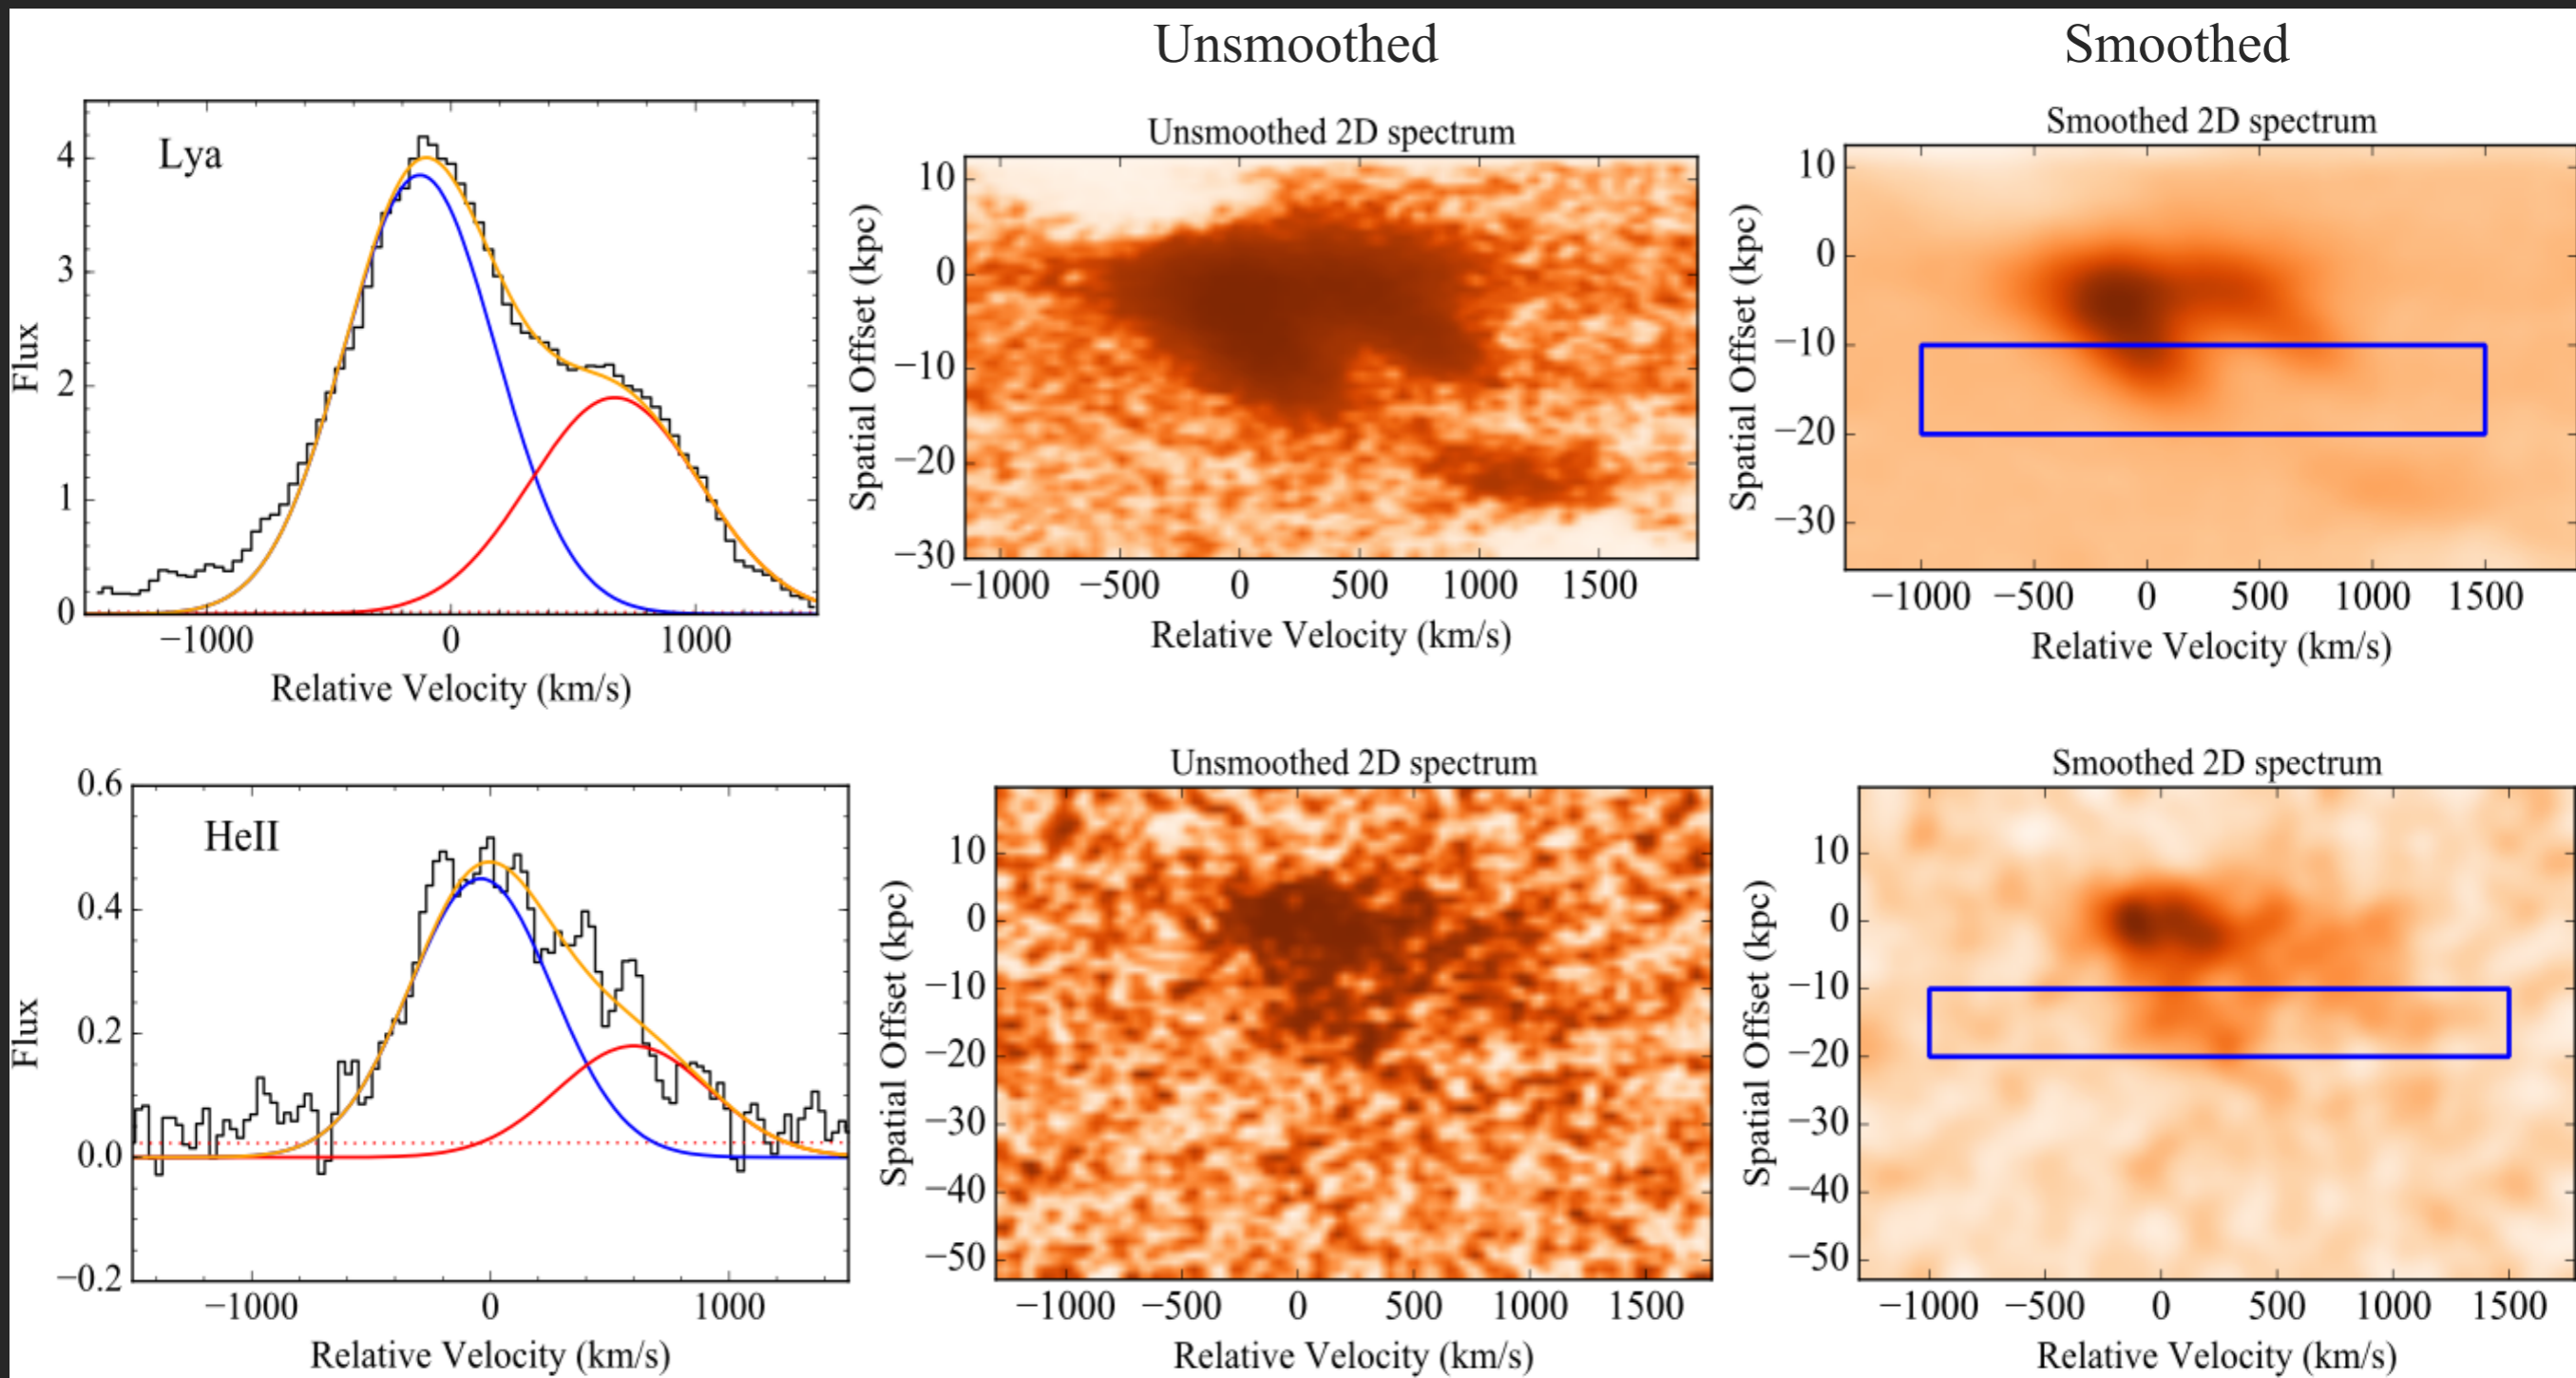 Unsmoothed
Smoothed
Lya
Flux
4
3
2
1
0
−1000 0 1000
Relative Velocity (km/s)
Unsmoothed 2D spectrum
Spatial Offset (kpc)
10
0
−10
−20
−30
−1000 −500 0 500 1000 1500
Relative Velocity (km/s)
Smoothed 2D spectrum
Spatial Offset (kpc)
10
0
−10
−20
−30
−1000 −500 0 500 1000 1500
Relative Velocity (km/s)
HeII
Flux
0.6
0.4
0.2
0.0
−0.2
−1000 0 1000
Relative Velocity (km/s)
Unsmoothed 2D spectrum
Spatial Offset (kpc)
10
0
−10
−20
−30
−40
−50
−1000 −500 0 500 1000 1500
Relative Velocity (km/s)
Smoothed 2D spectrum
Spatial Offset (kpc)
10
0
−10
−20
−30
−40
−50
−1000 −500 0 500 1000 1500
Relative Velocity (km/s)